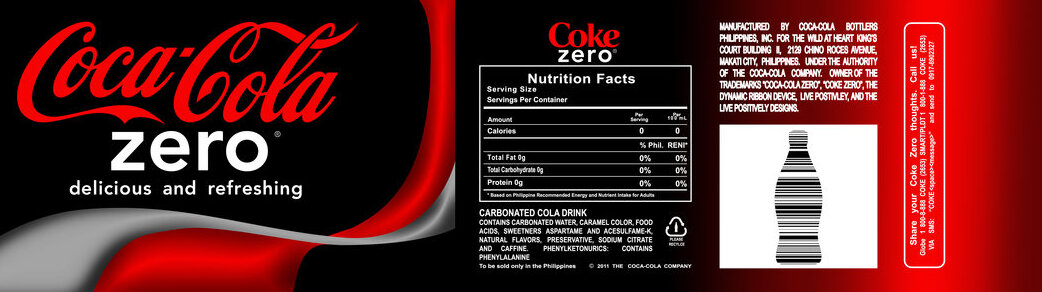 Coca-Cola
zero®
delicious and refreshing
Coke
zero®
Nutrition Facts
Serving Size
Servings Per Container
Amount Per Serving Per 100 mL
Calories 0 0
% Phil. RENI*
Total Fat 0g 0% 0%
Total Carbohydrate 0g 0% 0%
Protein 0g 0% 0%
* Based on Philippine Recommended Energy and Nutrient Intake for Adults
CARBONATED COLA DRINK
CONTAINS CARBONATED WATER, CARAMEL COLOR, FOOD
ACIDS, SWEETNERS ASPARTAME AND ACESULFAME-K,
NATURAL FLAVORS, PRESERVATIVE, SODIUM CITRATE
AND CAFFINE. PHENYLKETONURICS: CONTAINS
PHENYLALANINE
To be sold only in the Philippines © 2011 THE COCA-COLA COMPANY
PLEASE
RECYLCE
MANUFACTURED BY COCA-COLA BOTTLERS
PHILIPPINES, INC. FOR THE WILD AT HEART KING'S
COURT BUILDING II, 2129 CHINO ROCES AVENUE,
MAKATI CITY, PHILIPPINES. UNDER THE AUTHORITY
OF THE COCA-COLA COMPANY. OWNER OF THE
TRADEMARKS "COCA-COLA ZERO", "COKE ZERO", THE
DYNAMIC RIBBON DEVICE, LIVE POSTIVLEY, AND THE
LIVE POSITIVELY DESIGNS.
Share your Coke Zero thoughts. Call us!
Globe 1 800-8-888 COKE (2653) SMART/PLDT 1 800-1-888 COKE (2653)
VIA SMS: "COKE<space><message>" and send to 0917-8902327